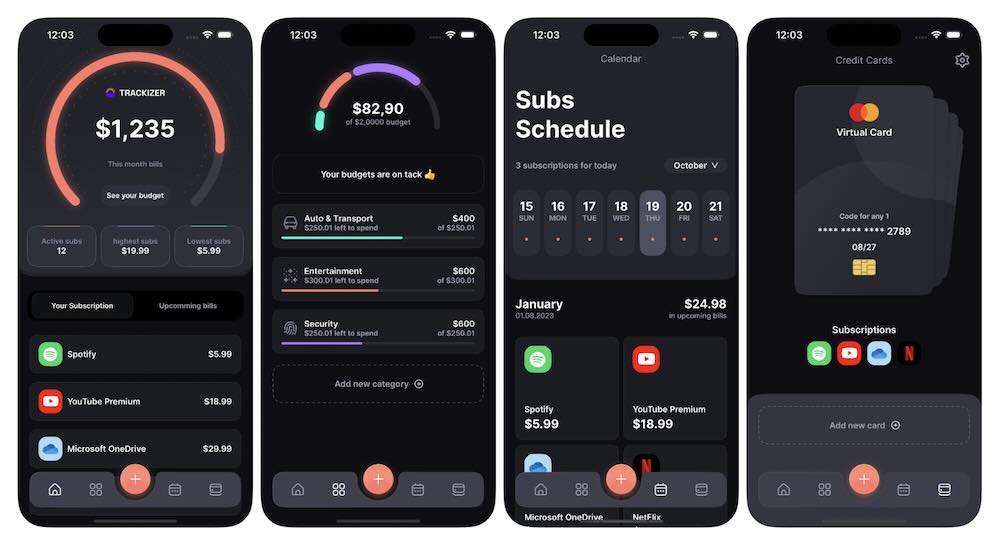 12:03
TRACKIZER
$1,235
This month bills
See your budget
Active subs
12
highest subs
$19.99
Lowest subs
$5.99
Your Subscription
Upcomming bills
Spotify
$5.99
YouTube Premium
$18.99
Microsoft OneDrive
$29.99
12:03
$82,90
of $2,0000 budget
Your budgets are on tack 👍
Auto & Transport
$400
$250.01 left to spend
of $250.01
Entertainment
$600
$300.01 left to spend
of $300.01
Security
$600
$250.01 left to spend
of $250.01
Add new category
12:03
Calendar
Subs
Schedule
3 subscriptions for today
October
15 16 17 18 19 20 21
SUN MON TUE WED THU FRI SAT
January
$24.98
01.08.2023
in upcoming bills
Spotify
$5.99
YouTube Premium
$18.99
Microsoft OneDrive
NetFlix
12:03
Credit Cards
Virtual Card
Code for any 1
**** **** **** 2789
08/27
Subscriptions
Add new card